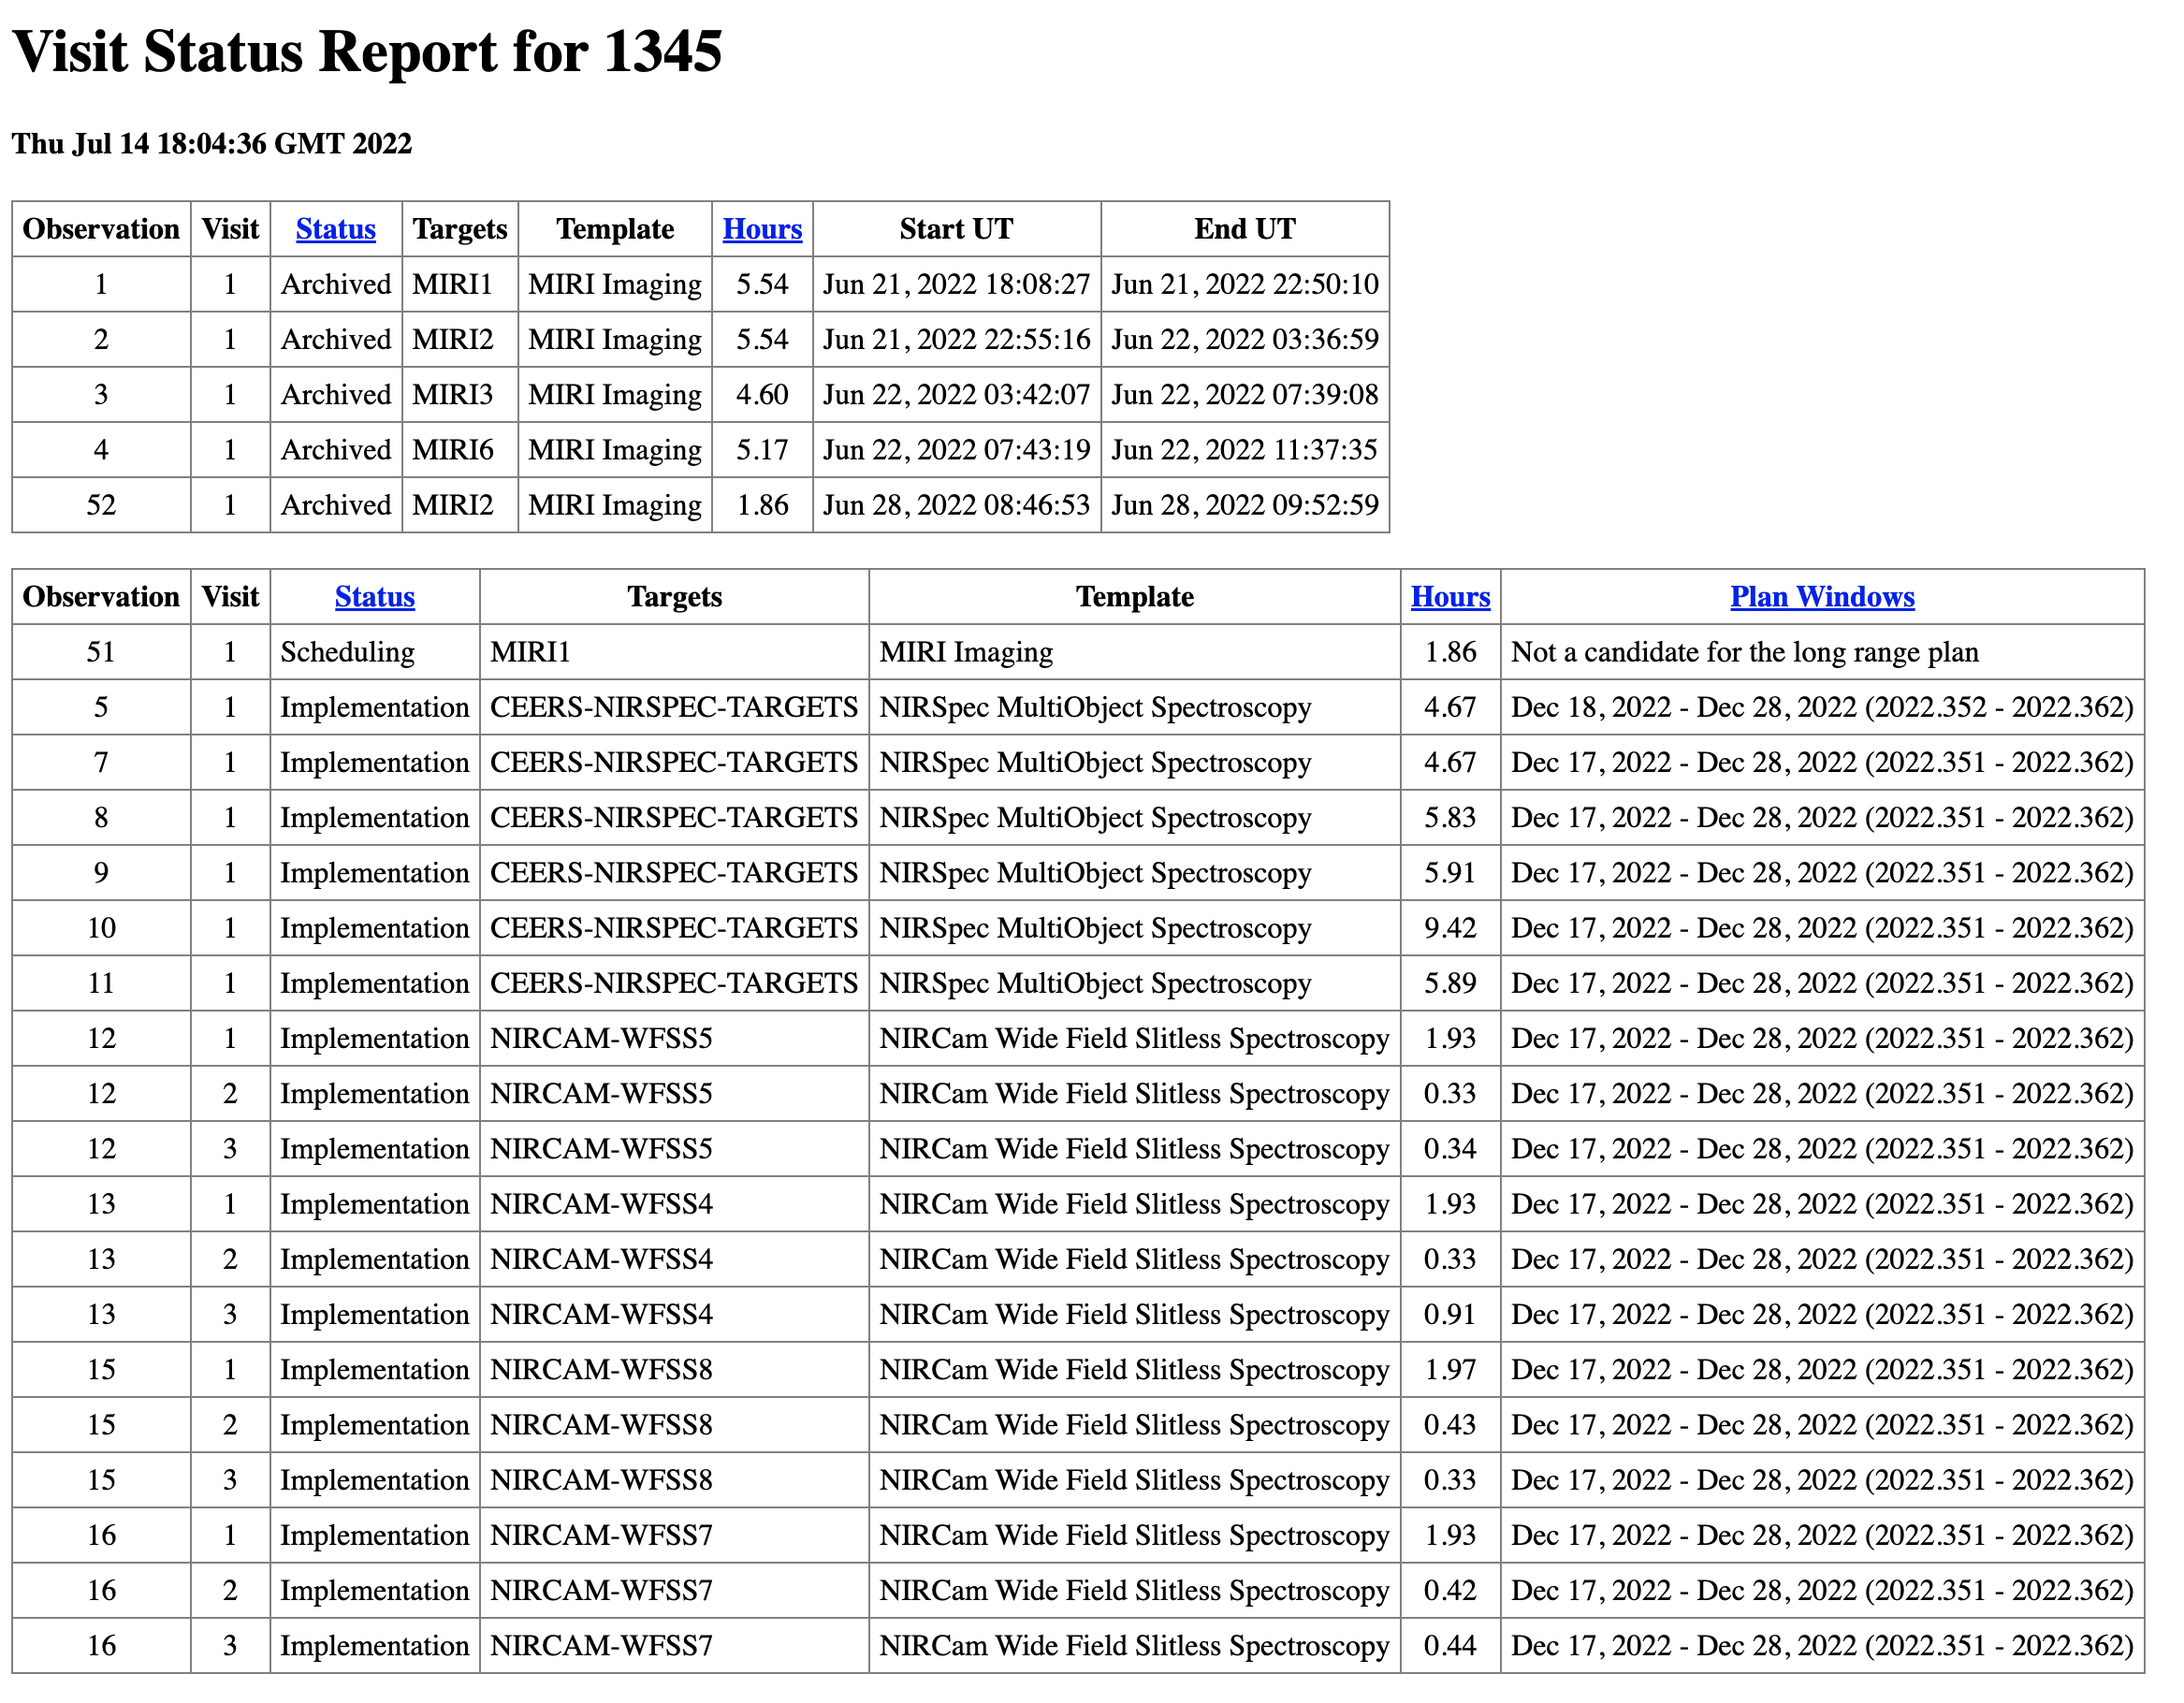 Visit Status Report for 1345
Thu Jul 14 18:04:36 GMT 2022
Observation Visit Status Targets Template Hours Start UT End UT
1 1 Archived MIRI1 MIRI Imaging 5.54 Jun 21, 2022 18:08:27 Jun 21, 2022 22:50:10
2 1 Archived MIRI2 MIRI Imaging 5.54 Jun 21, 2022 22:55:16 Jun 22, 2022 03:36:59
3 1 Archived MIRI3 MIRI Imaging 4.60 Jun 22, 2022 03:42:07 Jun 22, 2022 07:39:08
4 1 Archived MIRI6 MIRI Imaging 5.17 Jun 22, 2022 07:43:19 Jun 22, 2022 11:37:35
52 1 Archived MIRI2 MIRI Imaging 1.86 Jun 28, 2022 08:46:53 Jun 28, 2022 09:52:59
Observation Visit Status Targets Template Hours Plan Windows
51 1 Scheduling MIRI1 MIRI Imaging 1.86 Not a candidate for the long range plan
5 1 Implementation CEERS-NIRSPEC-TARGETS NIRSpec MultiObject Spectroscopy 4.67 Dec 18, 2022 - Dec 28, 2022 (2022.352 - 2022.362)
7 1 Implementation CEERS-NIRSPEC-TARGETS NIRSpec MultiObject Spectroscopy 4.67 Dec 17, 2022 - Dec 28, 2022 (2022.351 - 2022.362)
8 1 Implementation CEERS-NIRSPEC-TARGETS NIRSpec MultiObject Spectroscopy 5.83 Dec 17, 2022 - Dec 28, 2022 (2022.351 - 2022.362)
9 1 Implementation CEERS-NIRSPEC-TARGETS NIRSpec MultiObject Spectroscopy 5.91 Dec 17, 2022 - Dec 28, 2022 (2022.351 - 2022.362)
10 1 Implementation CEERS-NIRSPEC-TARGETS NIRSpec MultiObject Spectroscopy 9.42 Dec 17, 2022 - Dec 28, 2022 (2022.351 - 2022.362)
11 1 Implementation CEERS-NIRSPEC-TARGETS NIRSpec MultiObject Spectroscopy 5.89 Dec 17, 2022 - Dec 28, 2022 (2022.351 - 2022.362)
12 1 Implementation NIRCAM-WFSS5 NIRCam Wide Field Slitless Spectroscopy 1.93 Dec 17, 2022 - Dec 28, 2022 (2022.351 - 2022.362)
12 2 Implementation NIRCAM-WFSS5 NIRCam Wide Field Slitless Spectroscopy 0.33 Dec 17, 2022 - Dec 28, 2022 (2022.351 - 2022.362)
12 3 Implementation NIRCAM-WFSS5 NIRCam Wide Field Slitless Spectroscopy 0.34 Dec 17, 2022 - Dec 28, 2022 (2022.351 - 2022.362)
13 1 Implementation NIRCAM-WFSS4 NIRCam Wide Field Slitless Spectroscopy 1.93 Dec 17, 2022 - Dec 28, 2022 (2022.351 - 2022.362)
13 2 Implementation NIRCAM-WFSS4 NIRCam Wide Field Slitless Spectroscopy 0.33 Dec 17, 2022 - Dec 28, 2022 (2022.351 - 2022.362)
13 3 Implementation NIRCAM-WFSS4 NIRCam Wide Field Slitless Spectroscopy 0.91 Dec 17, 2022 - Dec 28, 2022 (2022.351 - 2022.362)
15 1 Implementation NIRCAM-WFSS8 NIRCam Wide Field Slitless Spectroscopy 1.97 Dec 17, 2022 - Dec 28, 2022 (2022.351 - 2022.362)
15 2 Implementation NIRCAM-WFSS8 NIRCam Wide Field Slitless Spectroscopy 0.43 Dec 17, 2022 - Dec 28, 2022 (2022.351 - 2022.362)
15 3 Implementation NIRCAM-WFSS8 NIRCam Wide Field Slitless Spectroscopy 0.33 Dec 17, 2022 - Dec 28, 2022 (2022.351 - 2022.362)
16 1 Implementation NIRCAM-WFSS7 NIRCam Wide Field Slitless Spectroscopy 1.93 Dec 17, 2022 - Dec 28, 2022 (2022.351 - 2022.362)
16 2 Implementation NIRCAM-WFSS7 NIRCam Wide Field Slitless Spectroscopy 0.42 Dec 17, 2022 - Dec 28, 2022 (2022.351 - 2022.362)
16 3 Implementation NIRCAM-WFSS7 NIRCam Wide Field Slitless Spectroscopy 0.44 Dec 17, 2022 - Dec 28, 2022 (2022.351 - 2022.362)